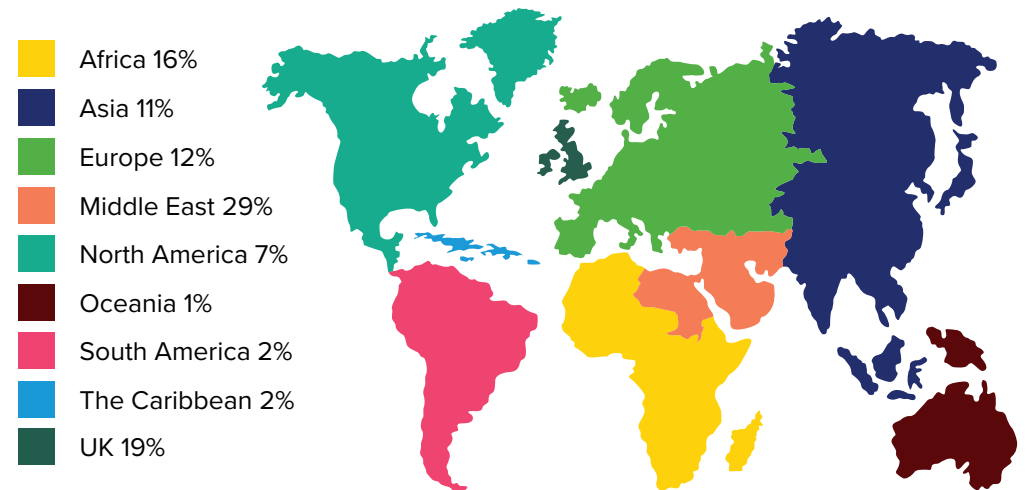 Africa 16%
Asia 11%
Europe 12%
Middle East 29%
North America 7%
Oceania 1%
South America 2%
The Caribbean 2%
UK 19%